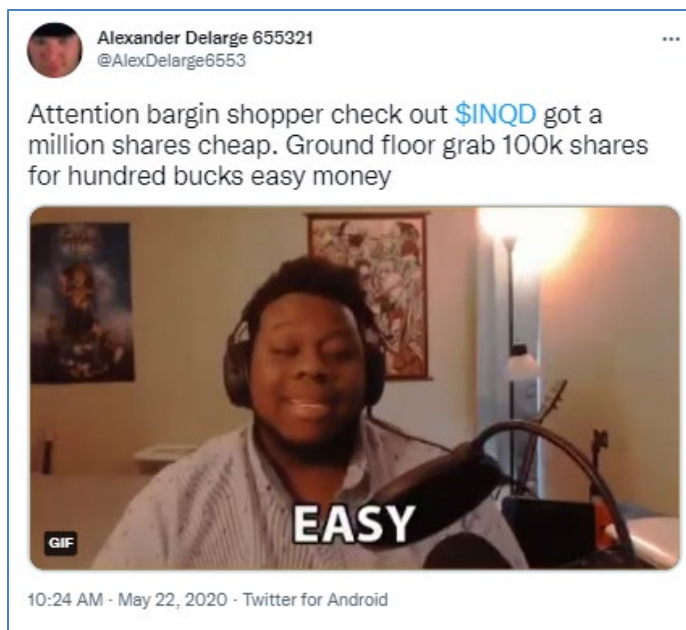 Alexander Delarge 655321
@AlexDelarge6553
Attention bargin shopper check out $INQD got a
million shares cheap. Ground floor grab 100k shares
for hundred bucks easy money
EASY
GIF
10:24 AM · May 22, 2020 · Twitter for Android